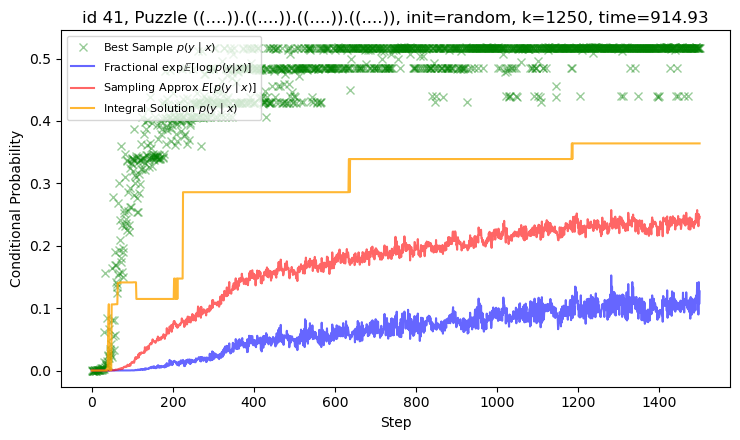 id 41, Puzzle ((....)).((....)).((....)).((....)), init=random, k=1250, time=914.93
Best Sample p(y | x)
Fractional exp𝔼[log p(y|x)]
Sampling Approx E[p(y | x)]
Integral Solution p(y | x)
Conditional Probability
0.5
0.4
0.3
0.2
0.1
0.0
0 200 400 600 800 1000 1200 1400
Step